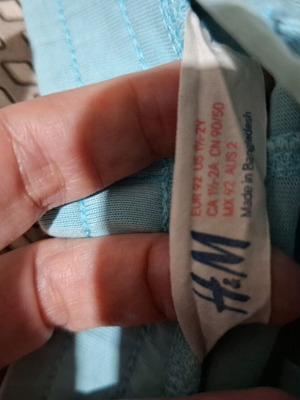 H&M
EUR 92 US 1½-2Y
CA 1½-2A CN 90/50
MX 92 AUS 2
Made in Bangladesh